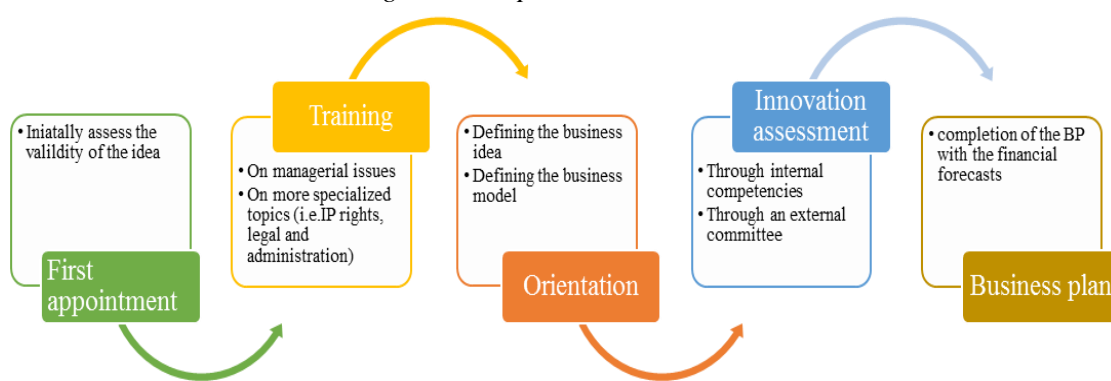 • Iniatally assess the
valildity of the idea
First
appointment
Training
• On managerial issues
• On more specialized
topics (i.e.IP rights,
legal and
administration)
• Defining the business
idea
• Defining the business
model
Orientation
Innovation
assessment
• Through internal
competencies
• Through an external
committee
• completion of the BP
with the financial
forecasts
Business plan